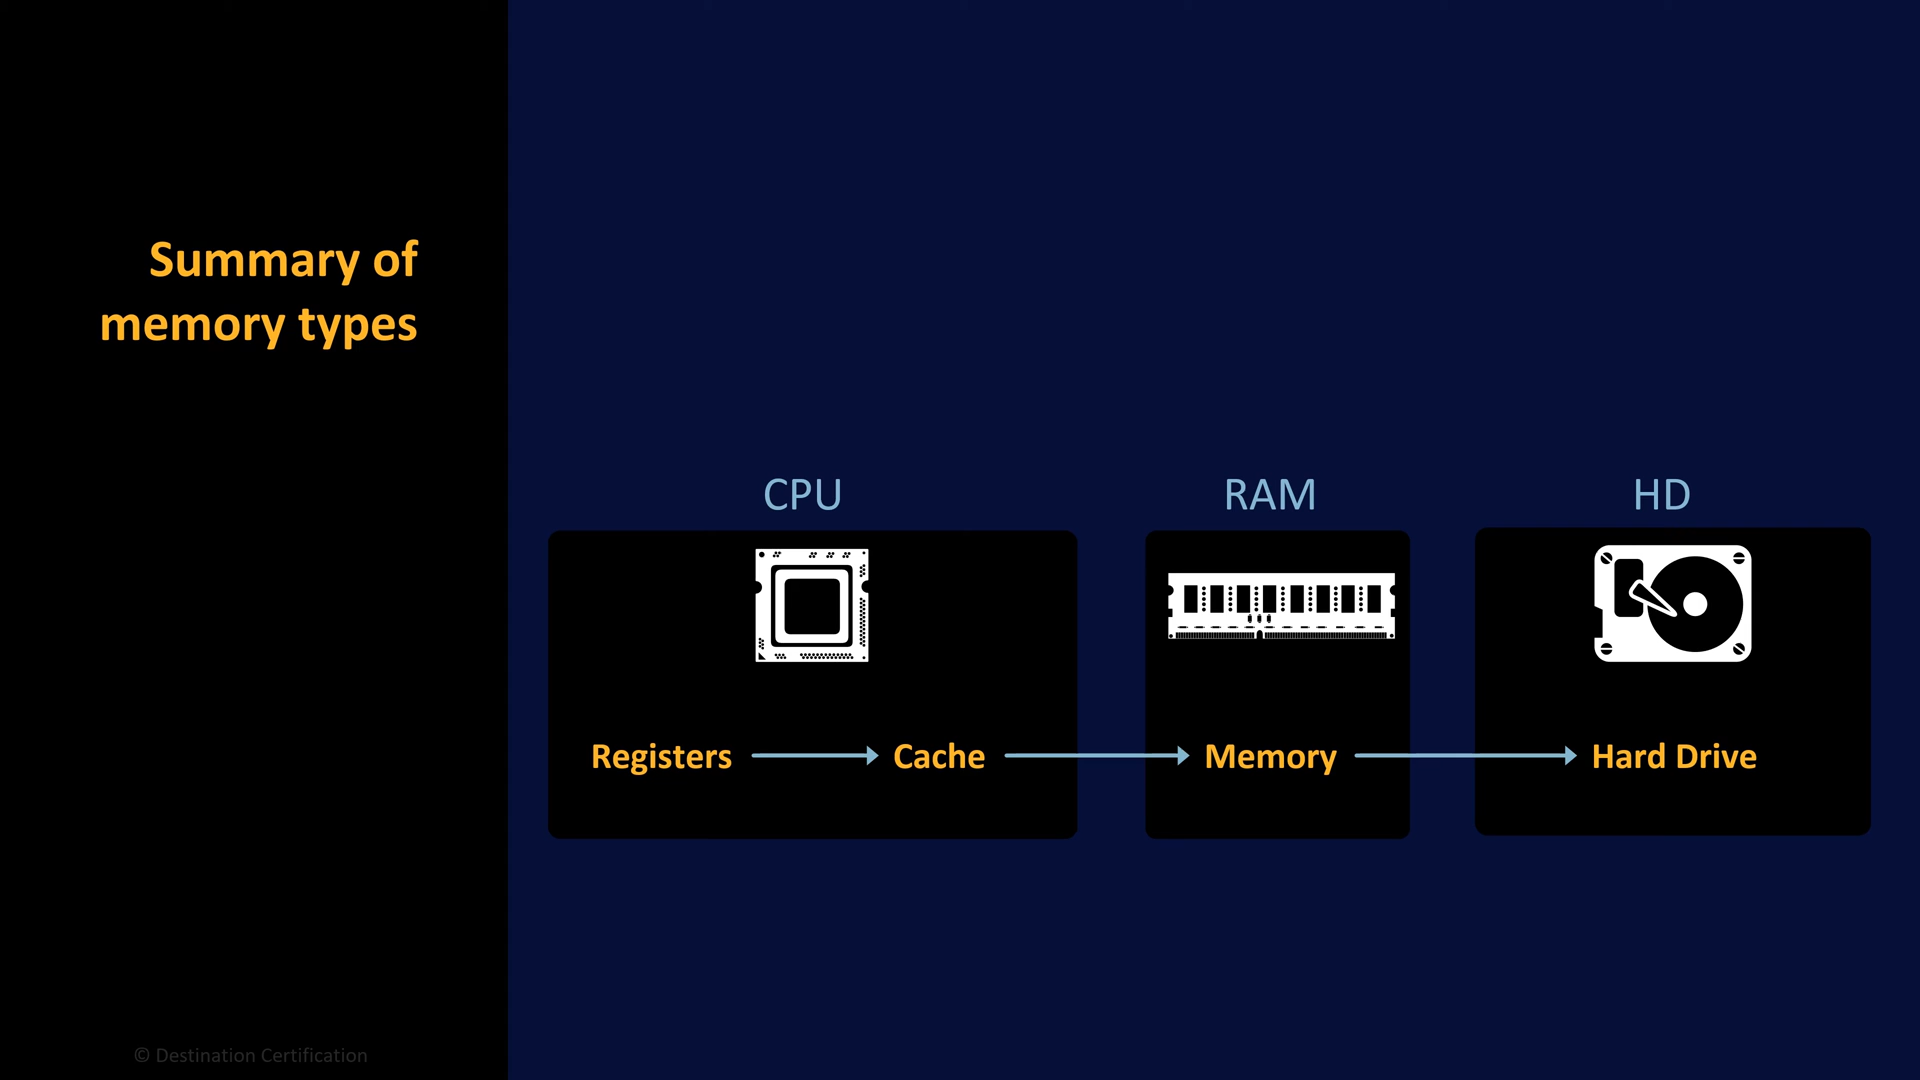 Summary of
memory types
CPU
RAM
HD
Registers
Cache
Memory
Hard Drive
© Destination Certification